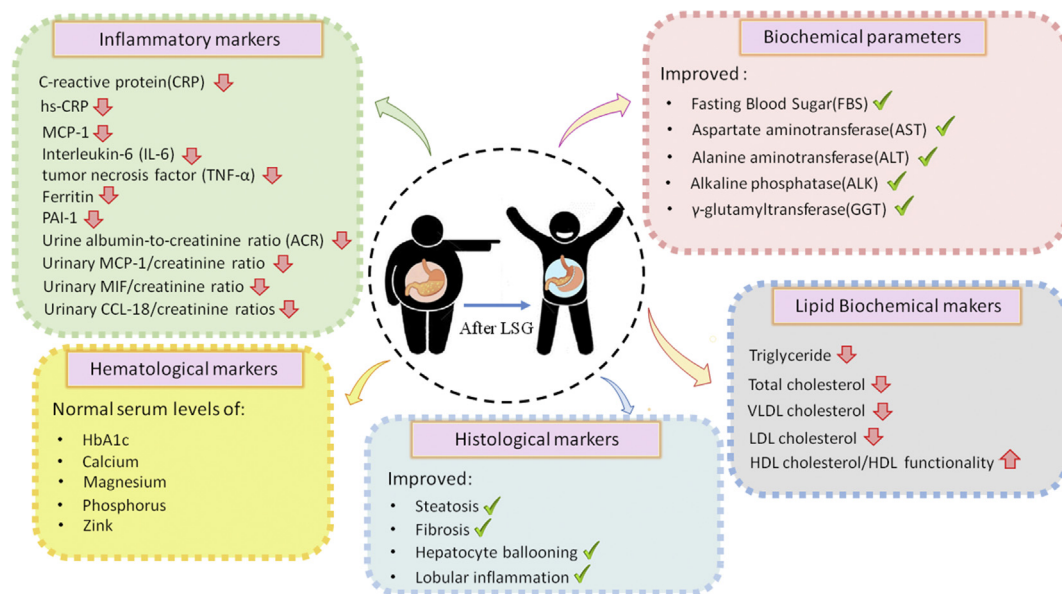 Inflammatory markers
C-reactive protein(CRP)
hs-CRP
MCP-1
Interleukin-6 (IL-6)
tumor necrosis factor (TNF-α)
Ferritin
PAI-1
Urine albumin-to-creatinine ratio (ACR)
Urinary MCP-1/creatinine ratio
Urinary MIF/creatinine ratio
Urinary CCL-18/creatinine ratios
Biochemical parameters
Improved :
• Fasting Blood Sugar(FBS)
• Aspartate aminotransferase(AST)
• Alanine aminotransferase(ALT)
• Alkaline phosphatase(ALK)
• γ-glutamyltransferase(GGT)
After LSG
Hematological markers
Normal serum levels of:
• HbA1c
• Calcium
• Magnesium
• Phosphorus
• Zink
Histological markers
Improved:
• Steatosis
• Fibrosis
• Hepatocyte ballooning
• Lobular inflammation
Lipid Biochemical makers
Triglyceride
Total cholesterol
VLDL cholesterol
LDL cholesterol
HDL cholesterol/HDL functionality